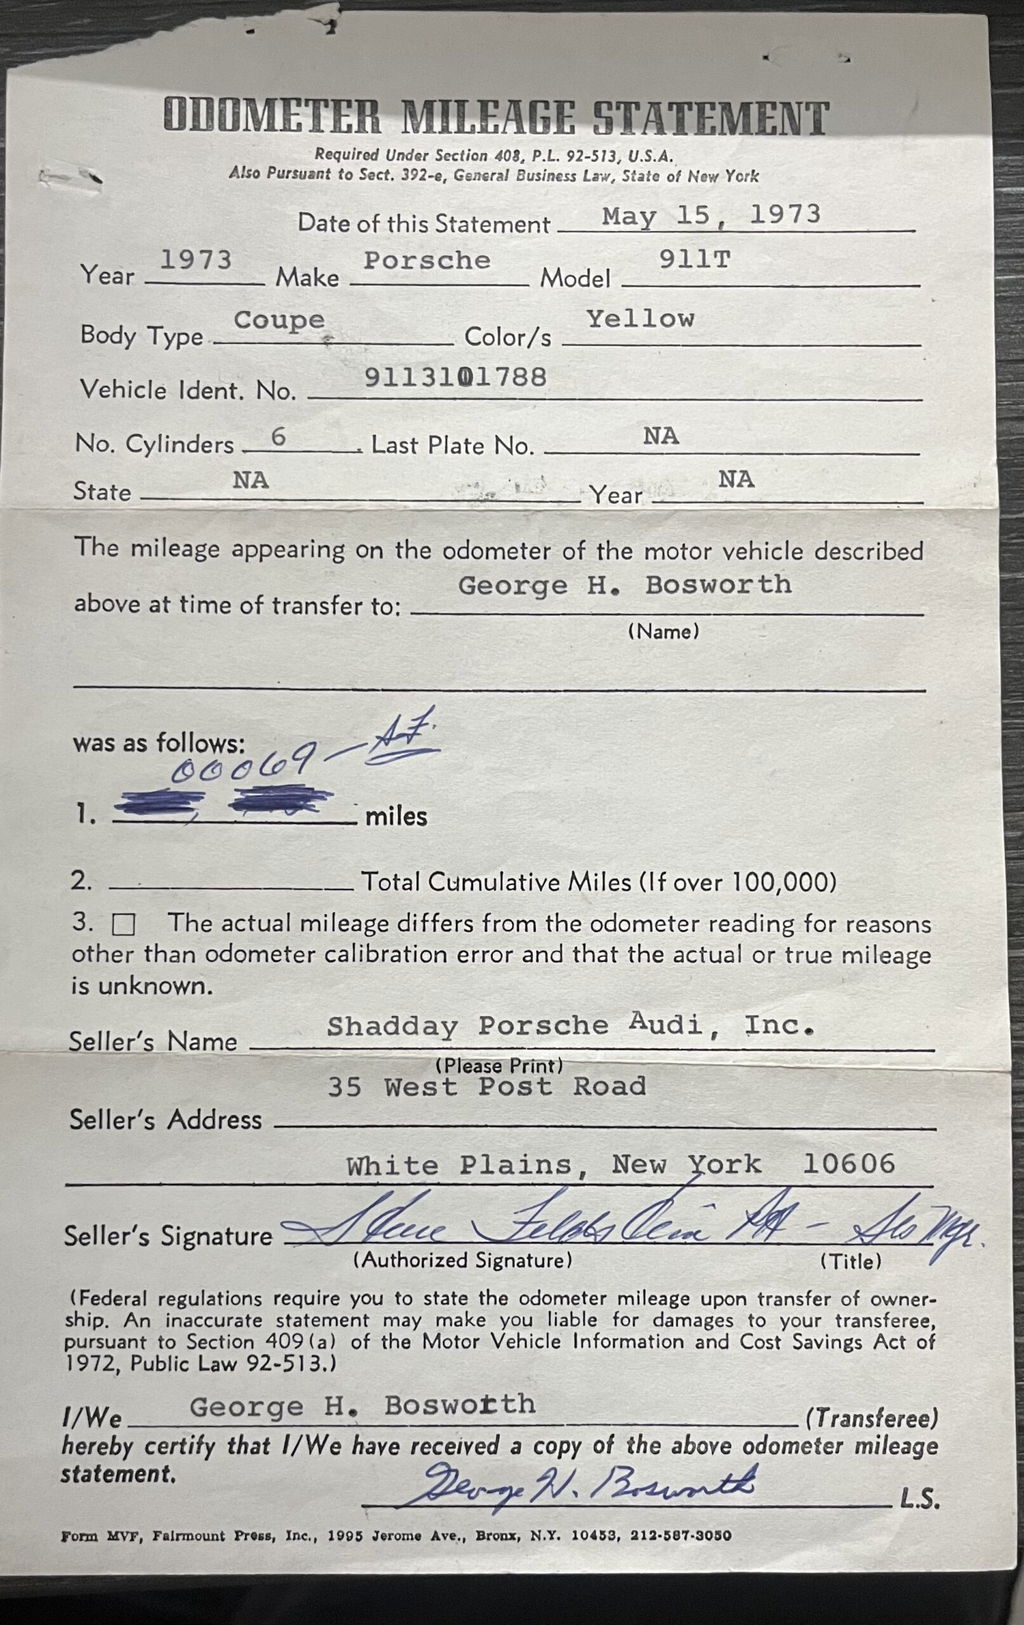 ODOMETER MILEAGE STATEMENT
Required Under Section 408, P.L. 92-513, U.S.A.
Also Pursuant to Sect. 392-e, General Business Law, State of New York
Date of this Statement May 15, 1973
Year 1973 Make Porsche Model 911T
Body Type Coupe Color/s Yellow
Vehicle Ident. No. 9113101788
No. Cylinders 6 . Last Plate No. NA
State NA Year NA
The mileage appearing on the odometer of the motor vehicle described
above at time of transfer to: George H. Bosworth
(Name)
was as follows:
00069 - AF.
1. miles
2. Total Cumulative Miles (If over 100,000)
3. ☐ The actual mileage differs from the odometer reading for reasons
other than odometer calibration error and that the actual or true mileage
is unknown.
Seller's Name Shadday Porsche Audi, Inc.
(Please Print)
35 West Post Road
Seller's Address
White Plains, New York 10606
Seller's Signature Steve Mgr.
(Authorized Signature) (Title)
(Federal regulations require you to state the odometer mileage upon transfer of owner-
ship. An inaccurate statement may make you liable for damages to your transferee,
pursuant to Section 409(a) of the Motor Vehicle Information and Cost Savings Act of
1972, Public Law 92-513.)
I/We George H. Bosworth (Transferee)
hereby certify that I/We have received a copy of the above odometer mileage
statement.
George H. Bosworth L.S.
Form MVF, Fairmount Press, Inc., 1995 Jerome Ave., Bronx, N.Y. 10453, 212-587-3050